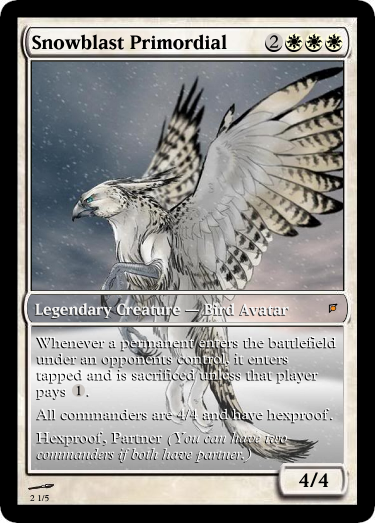 Snowblast Primordial 2
Legendary Creature — Bird Avatar
Whenever a permanent enters the battlefield
under an opponents control, it enters
tapped and is sacrificed unless that player
pays 1.
All commanders are 4/4 and have hexproof.
Hexproof, Partner (You can have two
commanders if both have partner.)
4/4
2 1/5